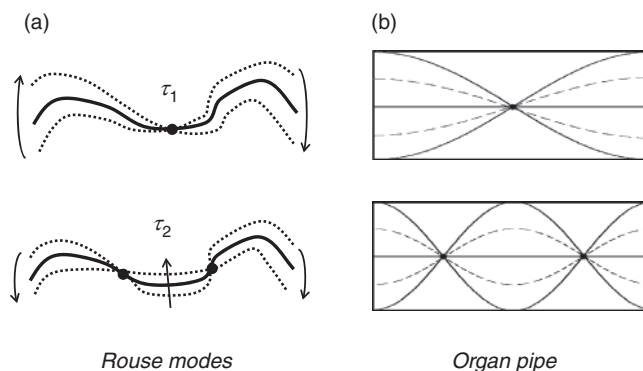 (a)
(b)
τ1
τ2
Rouse modes
Organ pipe